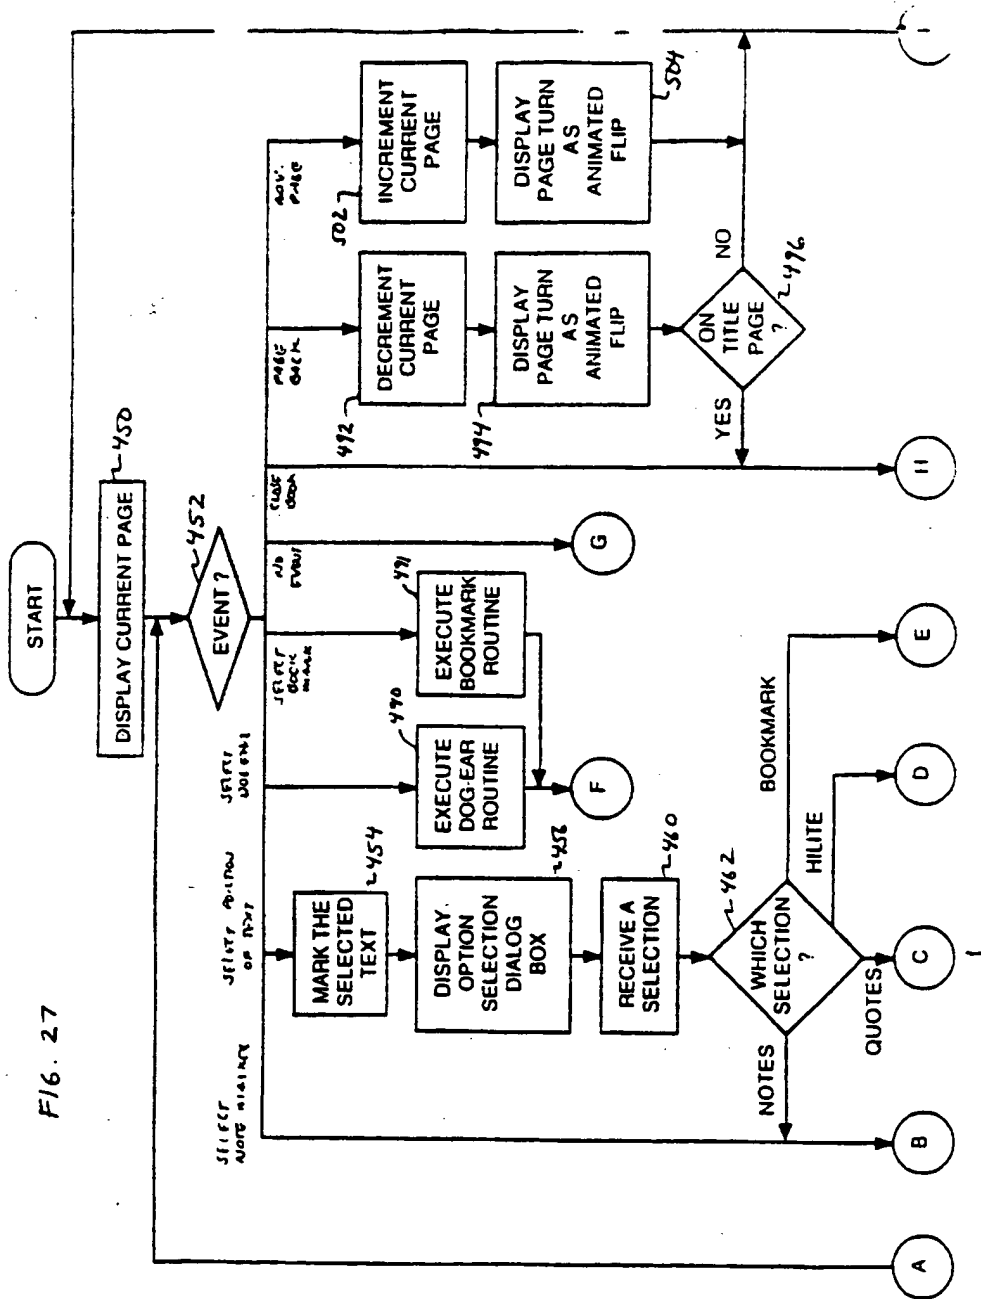 FIG. 27
START
DISPLAY CURRENT PAGE
450
EVENT ?
452
SELECT
NOTE
SELECT PORTION
OF TEXT
SELECT
DOG EAR
SELECT
BOOK
MARK
NO
EVENT
CLOSE
BOOK
PAGE
BACK
ADV.
PAGE
MARK THE
SELECTED
TEXT
454
DISPLAY
OPTION
SELECTION
DIALOG
BOX
458
RECEIVE A
SELECTION
460
WHICH
SELECTION
?
462
NOTES
QUOTES
HILITE
BOOKMARK
EXECUTE
DOG-EAR
ROUTINE
490
EXECUTE
BOOKMARK
ROUTINE
491
DECREMENT
CURRENT
PAGE
492
DISPLAY
PAGE TURN
AS
ANIMATED
FLIP
494
ON
TITLE
PAGE
?
496
YES
NO
INCREMENT
CURRENT
PAGE
502
DISPLAY
PAGE TURN
AS
ANIMATED
FLIP
504
A
B
C
D
E
F
G
H
I